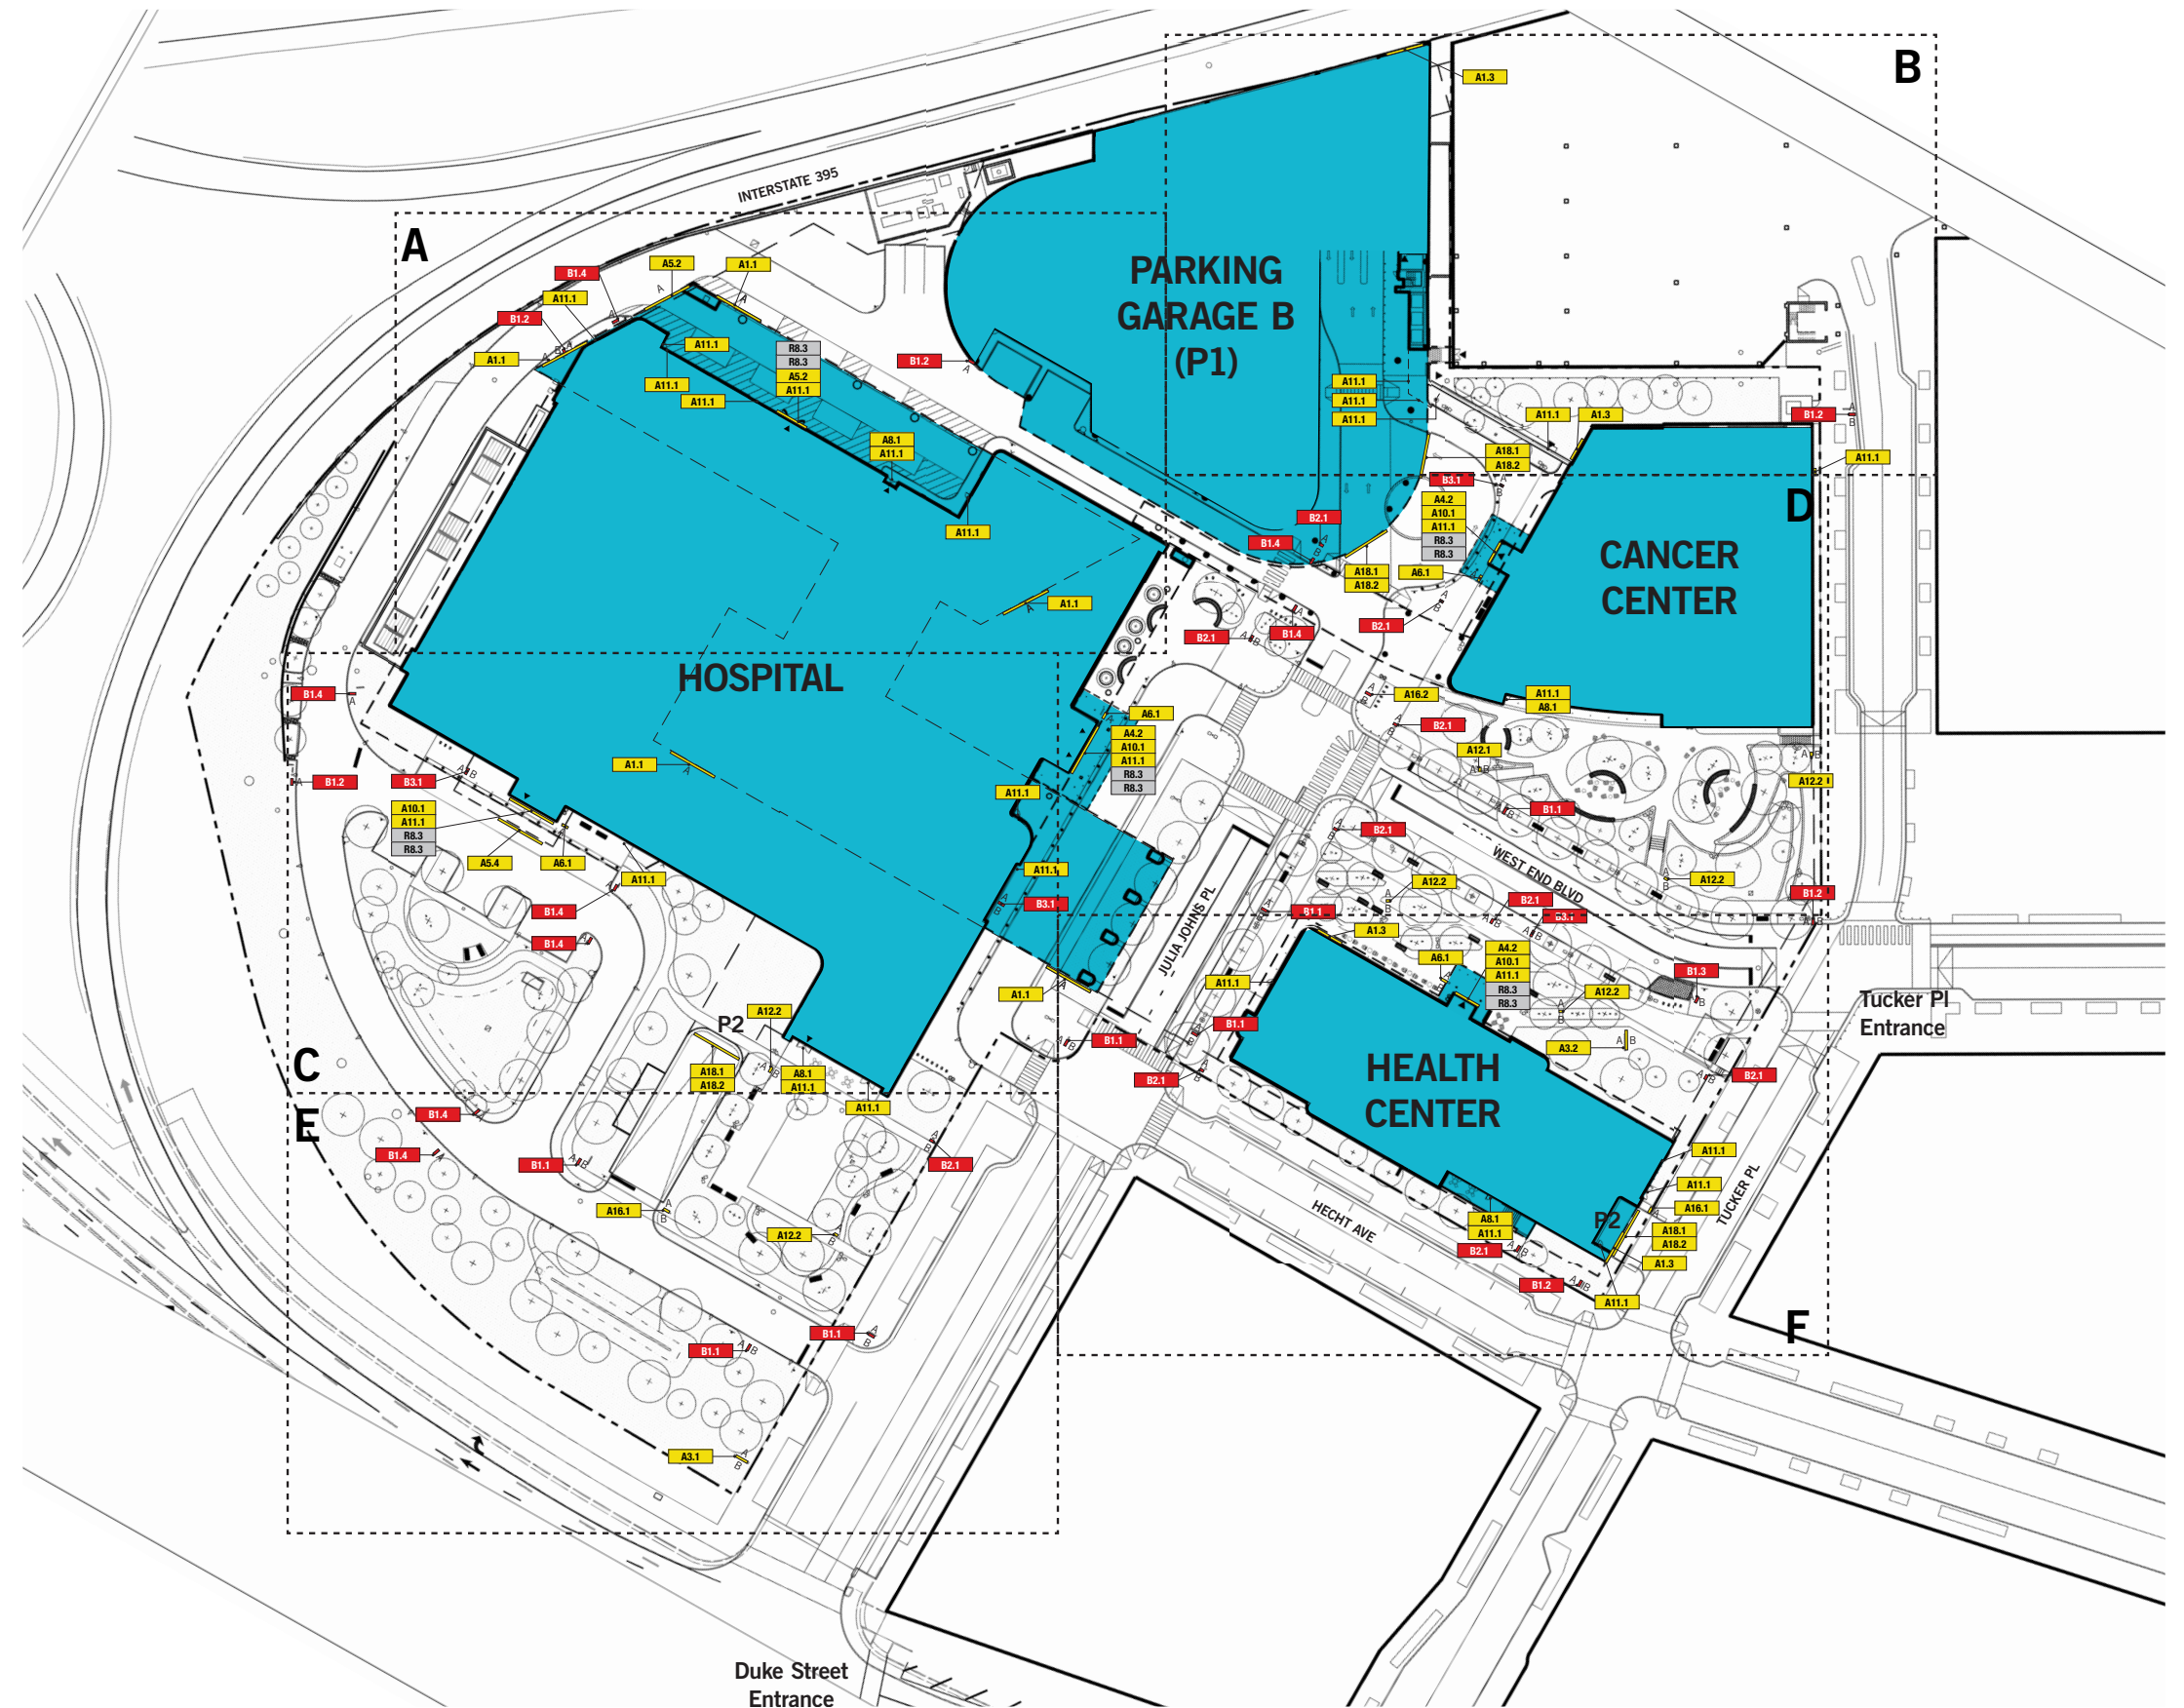 B
A1.3
INTERSTATE 395
A
A5.2
A1.1
B1.4
A11.1
B1.2
A1.1
PARKING
GARAGE B
(P1)
A11.1
R8.3
R8.3
A5.2
A11.1
A11.1
A11.1
B1.2
A8.1
A11.1
A11.1
A11.1
A11.1
A11.1
A11.1
A1.3
B1.2
A11.1
A18.1
A18.2
B3.1
A4.2
A10.1
A11.1
R8.3
R8.3
A6.1
D
B2.1
B1.4
A18.1
A18.2
CANCER
CENTER
A1.1
B2.1
B1.4
B2.1
HOSPITAL
B1.4
A16.2
A11.1
A8.1
A6.1
B2.1
A4.2
A10.1
A11.1
R8.3
R8.3
A12.1
A1.1
B1.2
B3.1
A11.1
A12.2
A10.1
A11.1
R8.3
R8.3
B1.1
B2.1
A5.4
A6.1
A11.1
A11.1
WEST END BLVD
A12.2
A12.2
B1.2
B1.4
B3.1
JULIA JOHNS PL
B1.1
B2.1
B3.1
A1.3
B1.4
A6.1
A4.2
A10.1
A11.1
R8.3
R8.3
B1.3
A1.1
A11.1
A12.2
Tucker Pl
Entrance
P2
A12.2
B1.1
B1.1
A3.2
C
A18.1
A18.2
A8.1
A11.1
B2.1
HEALTH
CENTER
B2.1
A11.1
E
B1.4
B1.4
B1.1
B2.1
A11.1
A11.1
A16.1
A16.1
A12.2
HECHT AVE
TUCKER PL
P2
A8.1
A11.1
B2.1
A18.1
A18.2
A1.3
B1.2
A11.1
F
B1.1
B1.1
A3.1
Duke Street
Entrance